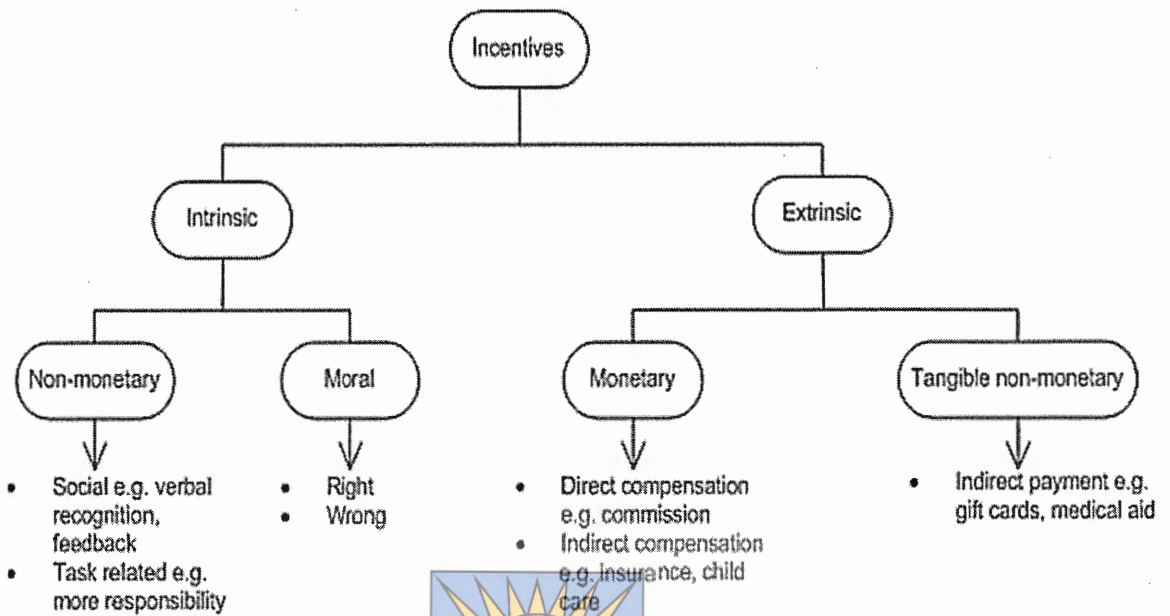 Incentives
Intrinsic
Extrinsic
Non-monetary
Moral
Monetary
Tangible non-monetary
• Social e.g. verbal
recognition,
feedback
• Task related e.g.
more responsibility
• Right
• Wrong
• Direct compensation
e.g. commission
• Indirect compensation
e.g. insurance, child
care
• Indirect payment e.g.
gift cards, medical aid